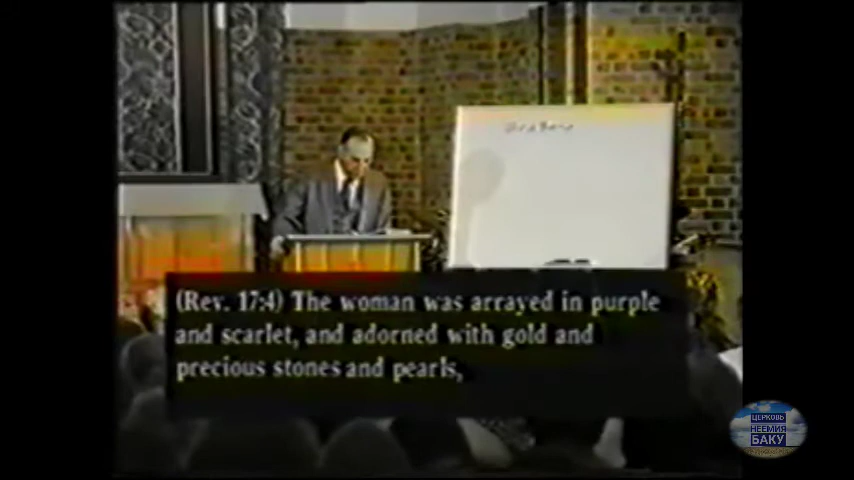 (Rev. 17:4) The woman was arrayed in purple
and scarlet, and adorned with gold and
precious stones and pearls,
ЦЕРКОВЬ
НЕЕМИЯ
БАКУ